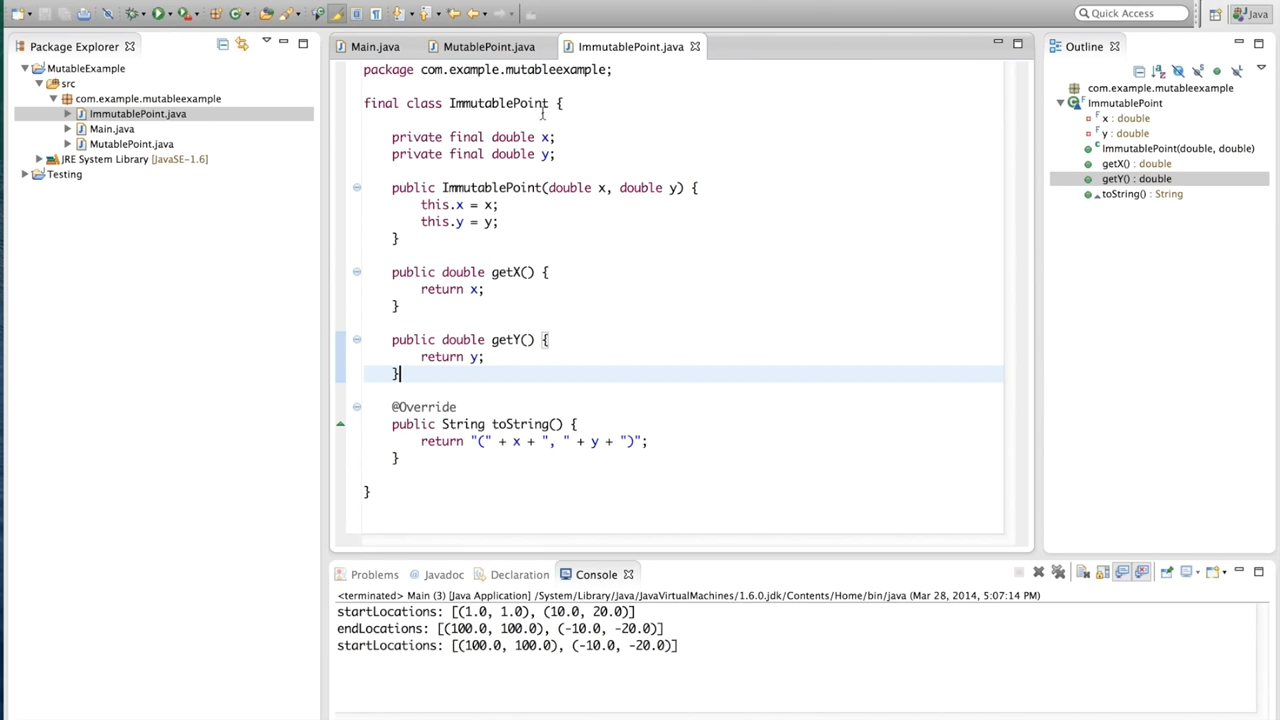 Quick Access
Java
Package Explorer
MutableExample
src
com.example.mutableexample
ImmutablePoint.java
Main.java
MutablePoint.java
JRE System Library [JavaSE-1.6]
Testing
Main.java
MutablePoint.java
ImmutablePoint.java
package com.example.mutableexample;
final class ImmutablePoint {
private final double x;
private final double y;
public ImmutablePoint(double x, double y) {
this.x = x;
this.y = y;
}
public double getX() {
return x;
}
public double getY() {
return y;
}
@Override
public String toString() {
return "(" + x + ", " + y + ")";
}
}
Outline
com.example.mutableexample
ImmutablePoint
x : double
y : double
ImmutablePoint(double, double)
getX() : double
getY() : double
toString() : String
Problems
Javadoc
Declaration
Console
<terminated> Main (3) [Java Application] /System/Library/Java/JavaVirtualMachines/1.6.0.jdk/Contents/Home/bin/java (Mar 28, 2014, 5:07:14 PM)
startLocations: [(1.0, 1.0), (10.0, 20.0)]
endLocations: [(100.0, 100.0), (-10.0, -20.0)]
startLocations: [(100.0, 100.0), (-10.0, -20.0)]